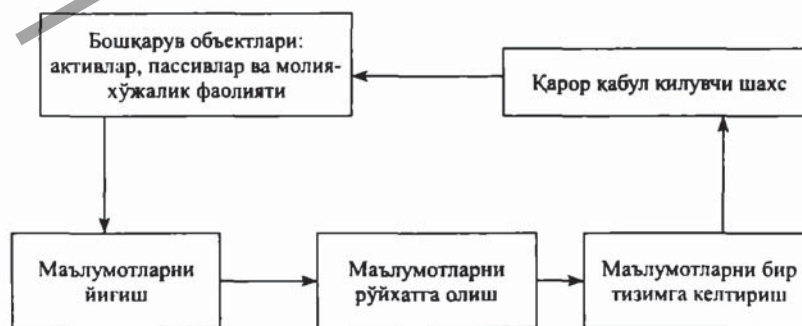 Бошқарув объектлари:
активлар, пассивлар ва молия-
хўжалик фаолияти
Қарор қабул килувчи шахс
Маълумотларни
йиғиш
Маълумотларни
рўйхатга олиш
Маълумотларни бир
тизимга келтириш